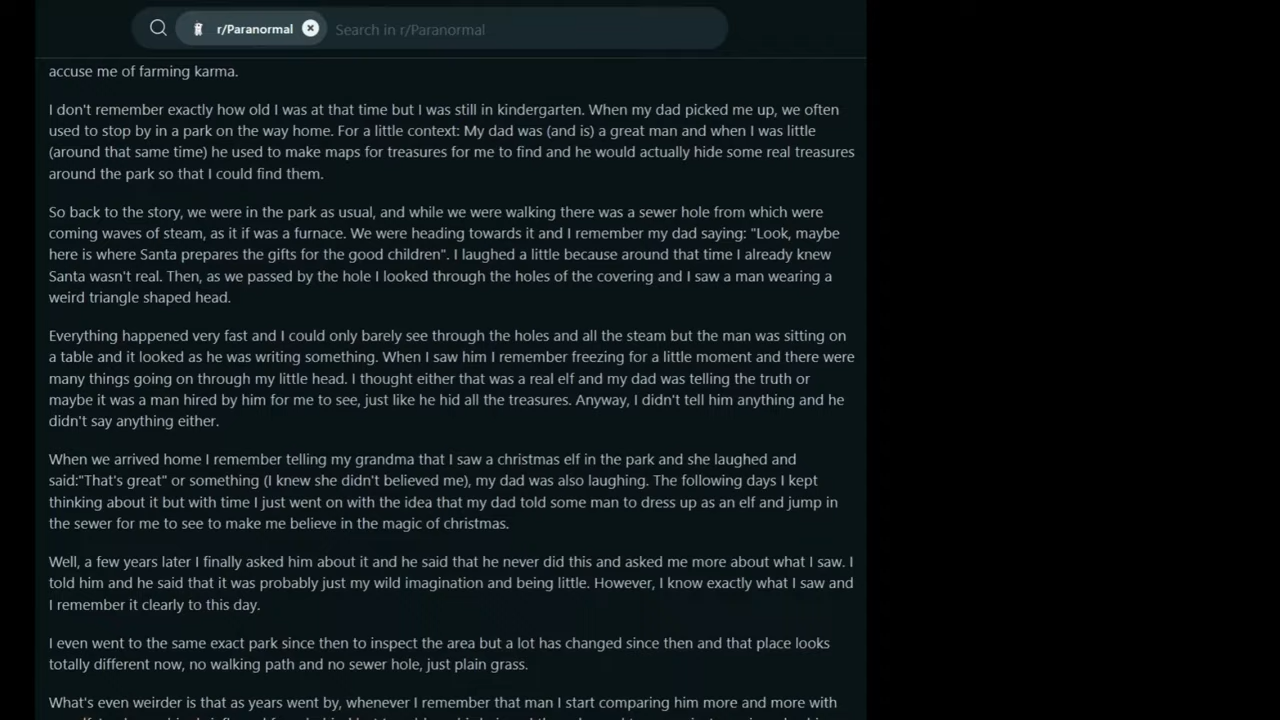 r/Paranormal
Search in r/Paranormal
accuse me of farming karma.
I don't remember exactly how old I was at that time but I was still in kindergarten. When my dad picked me up, we often
used to stop by in a park on the way home. For a little context: My dad was (and is) a great man and when I was little
(around that same time) he used to make maps for treasures for me to find and he would actually hide some real treasures
around the park so that I could find them.
So back to the story, we were in the park as usual, and while we were walking there was a sewer hole from which were
coming waves of steam, as it if was a furnace. We were heading towards it and I remember my dad saying: "Look, maybe
here is where Santa prepares the gifts for the good children". I laughed a little because around that time I already knew
Santa wasn't real. Then, as we passed by the hole I looked through the holes of the covering and I saw a man wearing a
weird triangle shaped head.
Everything happened very fast and I could only barely see through the holes and all the steam but the man was sitting on
a table and it looked as he was writing something. When I saw him I remember freezing for a little moment and there were
many things going on through my little head. I thought either that was a real elf and my dad was telling the truth or
maybe it was a man hired by him for me to see, just like he hid all the treasures. Anyway, I didn't tell him anything and he
didn't say anything either.
When we arrived home I remember telling my grandma that I saw a christmas elf in the park and she laughed and
said:"That's great" or something (I knew she didn't believed me), my dad was also laughing. The following days I kept
thinking about it but with time I just went on with the idea that my dad told some man to dress up as an elf and jump in
the sewer for me to see to make me believe in the magic of christmas.
Well, a few years later I finally asked him about it and he said that he never did this and asked me more about what I saw. I
told him and he said that it was probably just my wild imagination and being little. However, I know exactly what I saw and
I remember it clearly to this day.
I even went to the same exact park since then to inspect the area but a lot has changed since then and that place looks
totally different now, no walking path and no sewer hole, just plain grass.
What's even weirder is that as years went by, whenever I remember that man I start comparing him more and more with